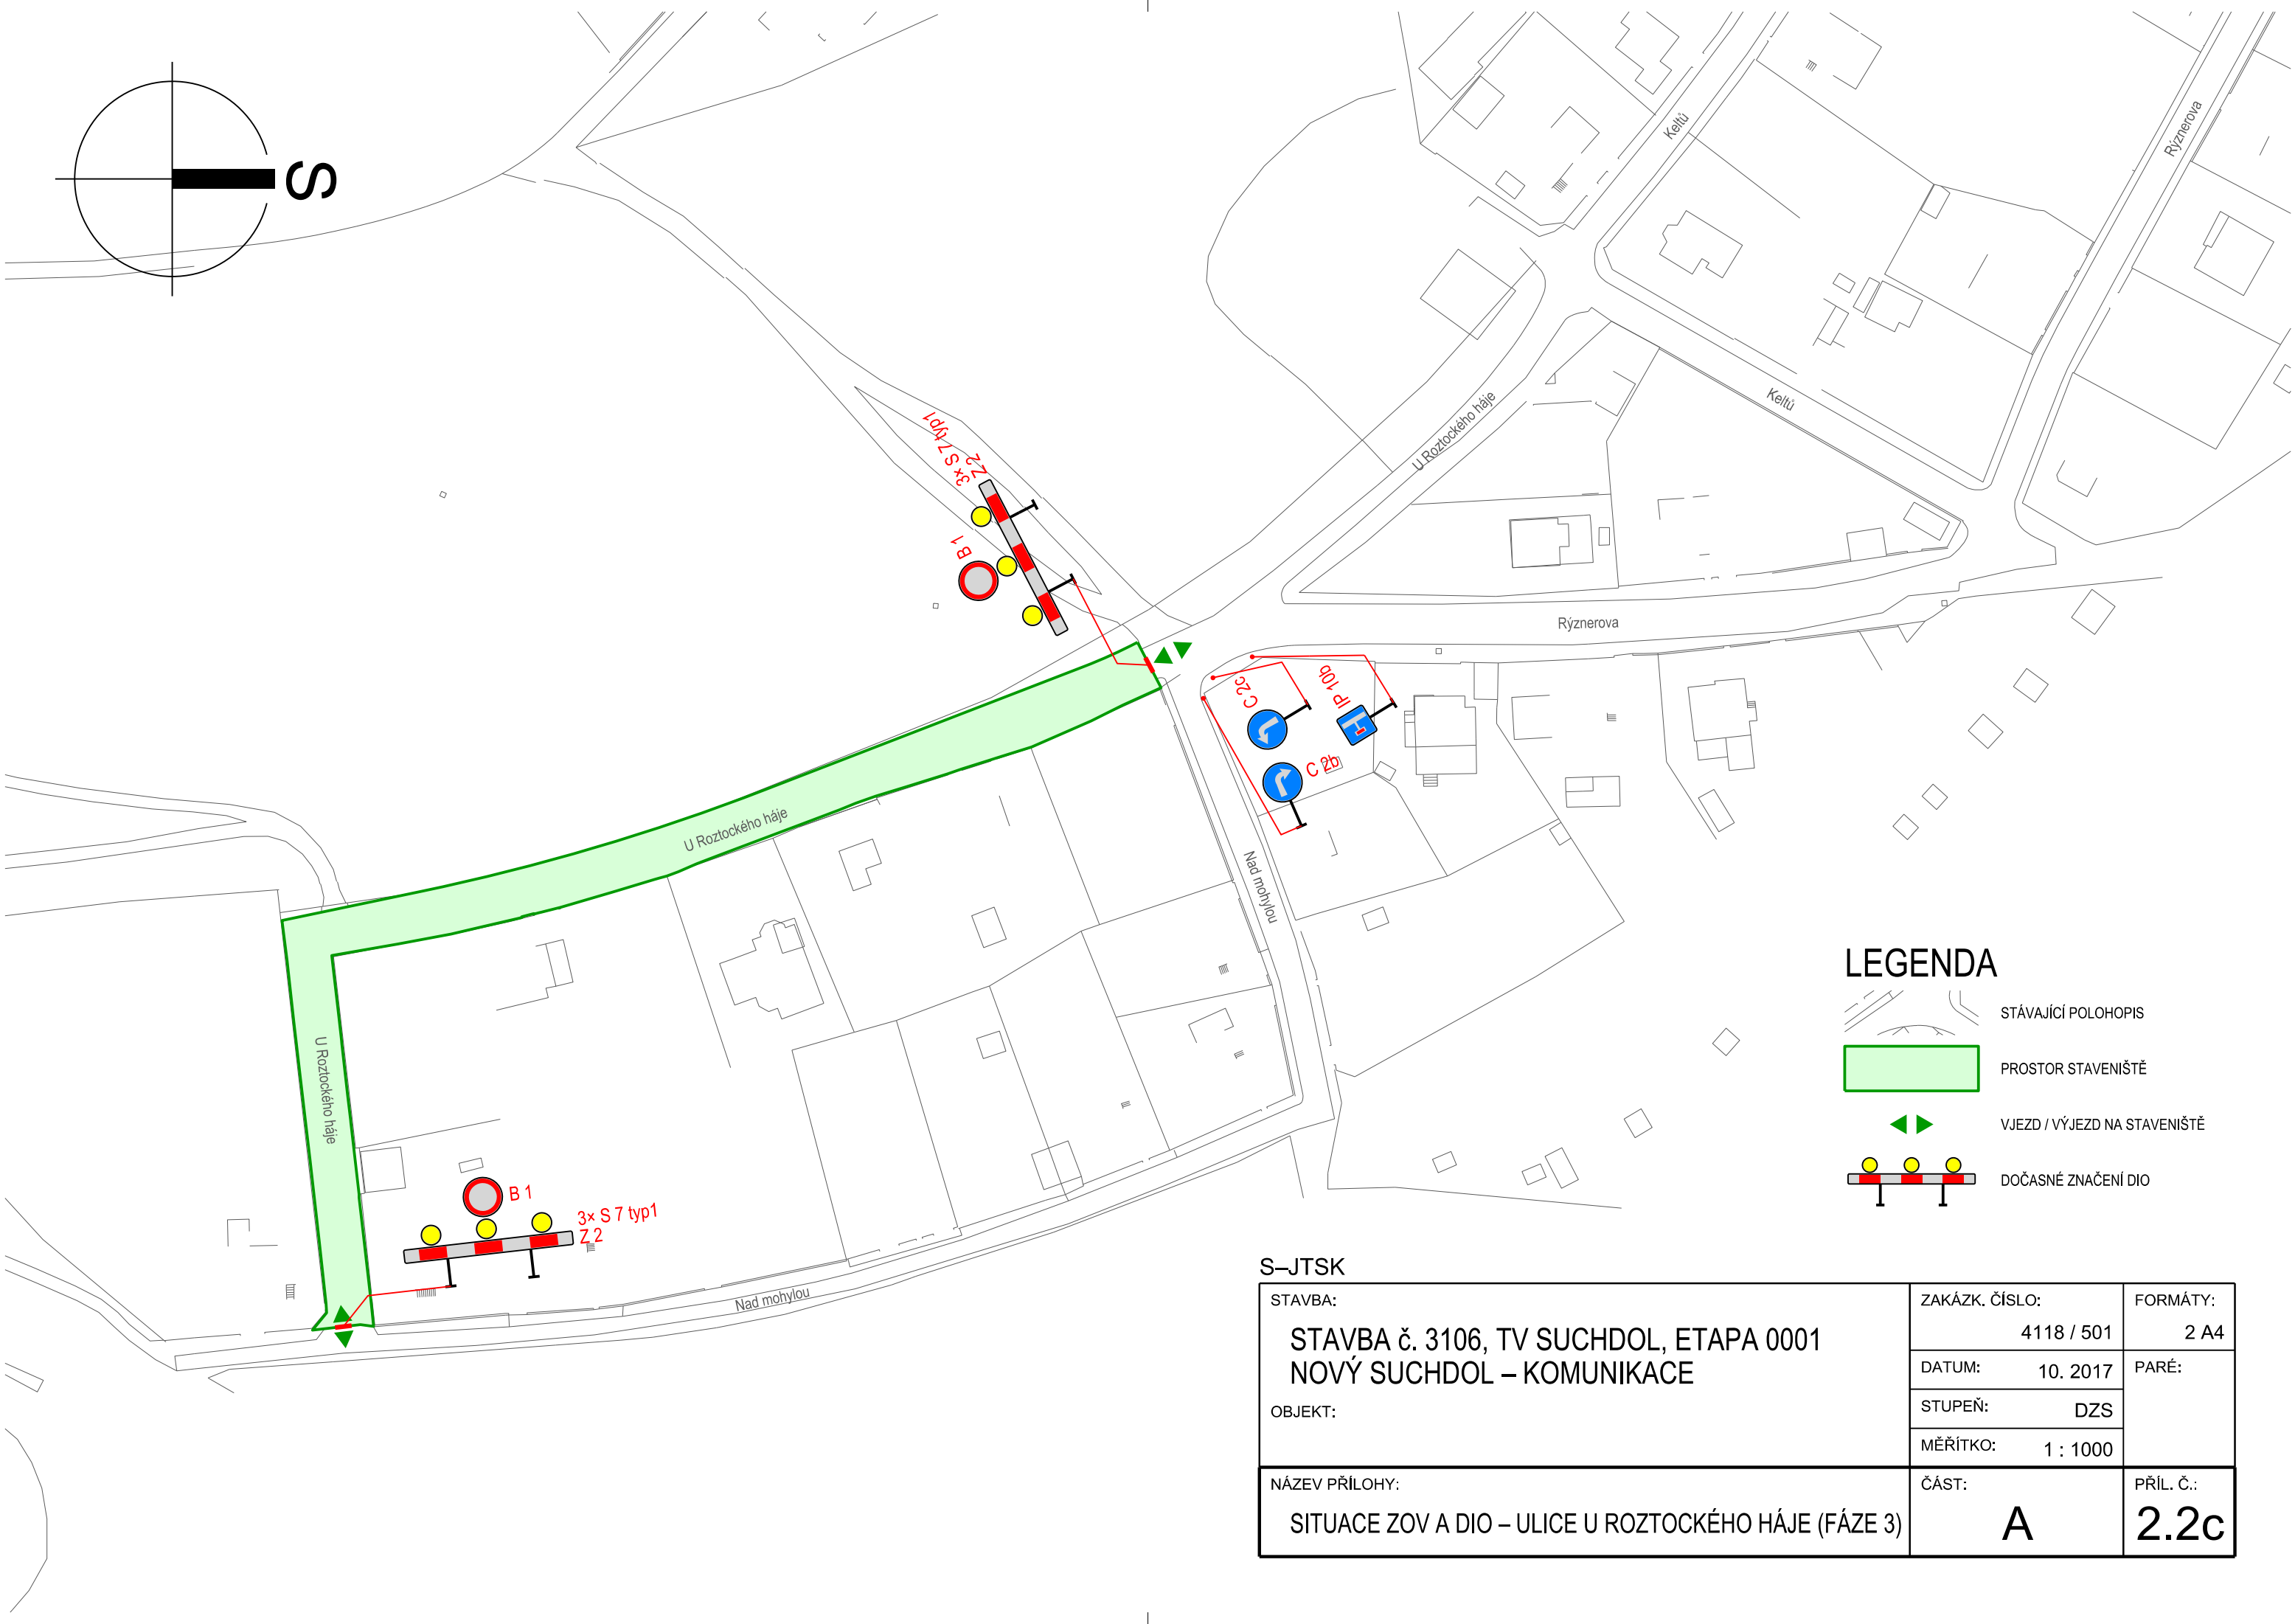 S
Keltů
Rýznerova
Keltů
U Roztockého háje
3× S 7 typ1
Z 2
B 1
Rýznerova
C 2c
IP 10b
C 2b
U Roztockého háje
Nad mohylou
U Roztockého háje
B 1
3× S 7 typ1
Z 2
Nad mohylou
LEGENDA
STÁVAJÍCÍ POLOHOPIS
PROSTOR STAVENIŠTĚ
VJEZD / VÝJEZD NA STAVENIŠTĚ
DOČASNÉ ZNAČENÍ DIO
S–JTSK
STAVBA:
STAVBA č. 3106, TV SUCHDOL, ETAPA 0001
NOVÝ SUCHDOL – KOMUNIKACE
OBJEKT:
ZAKÁZK. ČÍSLO:
4118 / 501
FORMÁTY:
2 A4
DATUM: 10. 2017
PARÉ:
STUPEŇ: DZS
MĚŘÍTKO: 1 : 1000
NÁZEV PŘÍLOHY:
SITUACE ZOV A DIO – ULICE U ROZTOCKÉHO HÁJE (FÁZE 3)
ČÁST:
A
PŘÍL. Č.:
2.2c